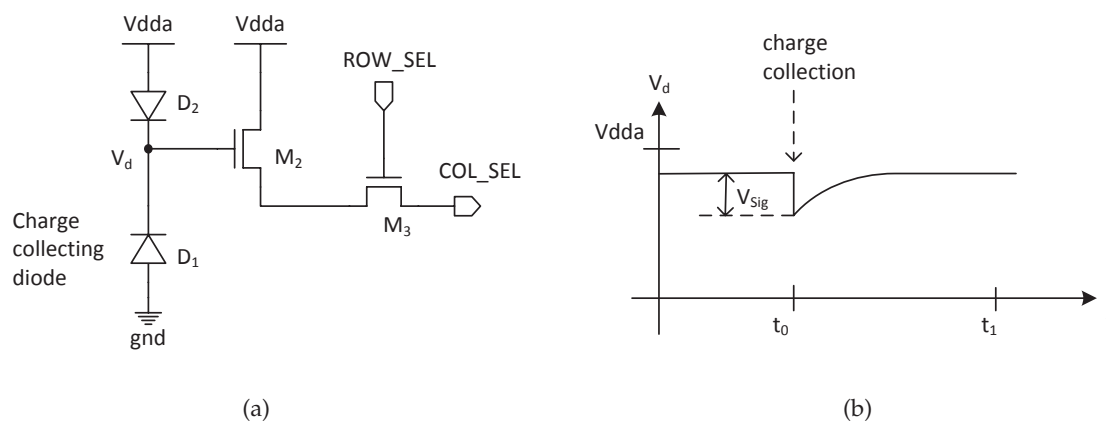 Vdda
Vdda
ROW_SEL
D2
Vd
M2
COL_SEL
M3
Charge
collecting
diode
D1
gnd
(a)
charge
collection
Vd
Vdda
VSig
t0
t1
(b)